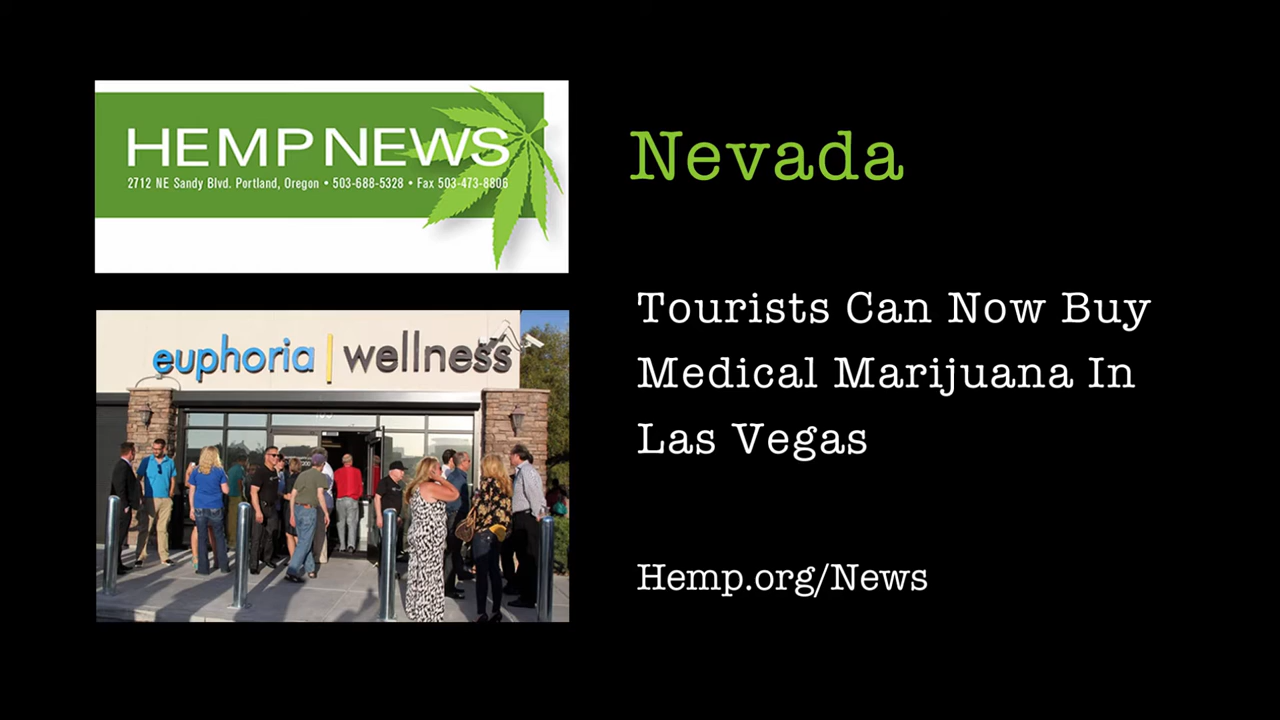 HEMP NEWS
2712 NE Sandy Blvd. Portland, Oregon • 503-688-5328 • Fax 503-473-8806
euphoria | wellness
Nevada
Tourists Can Now Buy
Medical Marijuana In
Las Vegas
Hemp.org/News